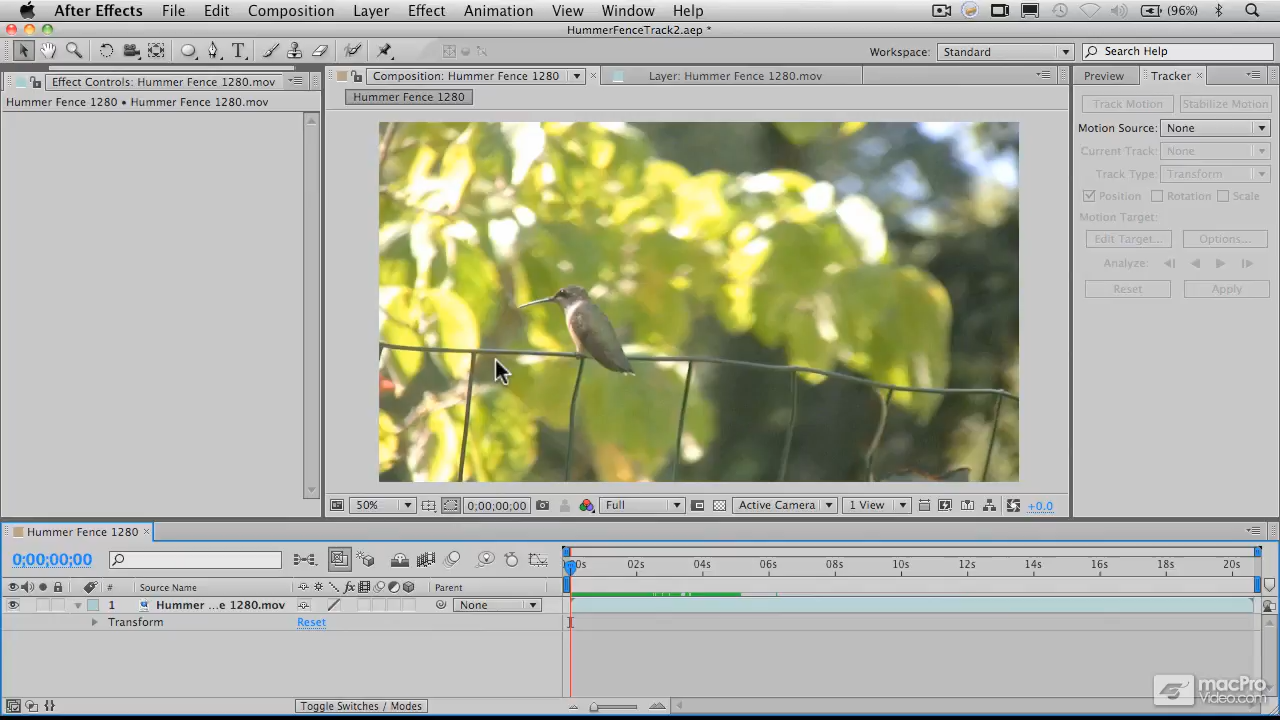 After Effects File Edit Composition Layer Effect Animation View Window Help (96%)
HummerFenceTrack2.aep *
Workspace: Standard Search Help
Effect Controls: Hummer Fence 1280.mov Composition: Hummer Fence 1280 Layer: Hummer Fence 1280.mov Preview Tracker
Hummer Fence 1280 • Hummer Fence 1280.mov Hummer Fence 1280
Track Motion Stabilize Motion
Motion Source: None
Current Track: None
Track Type: Transform
Position Rotation Scale
Motion Target:
Edit Target... Options...
Analyze:
Reset Apply
50% 0;00;00;00 Full Active Camera 1 View +0.0
Hummer Fence 1280
0;00;00;00
00s 02s 04s 06s 08s 10s 12s 14s 16s 18s 20s
# Source Name Parent
1 Hummer ...e 1280.mov None
Transform Reset
Toggle Switches / Modes
macPro
Video.com